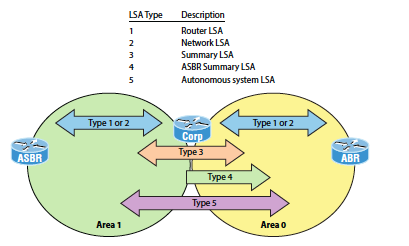 LSA Type Description
1 Router LSA
2 Network LSA
3 Summary LSA
4 ASBR Summary LSA
5 Autonomous system LSA
Type 1 or 2 Type 1 or 2
ASBR Corp ABR
Type 3
Type 4
Type 5
Area 1 Area 0